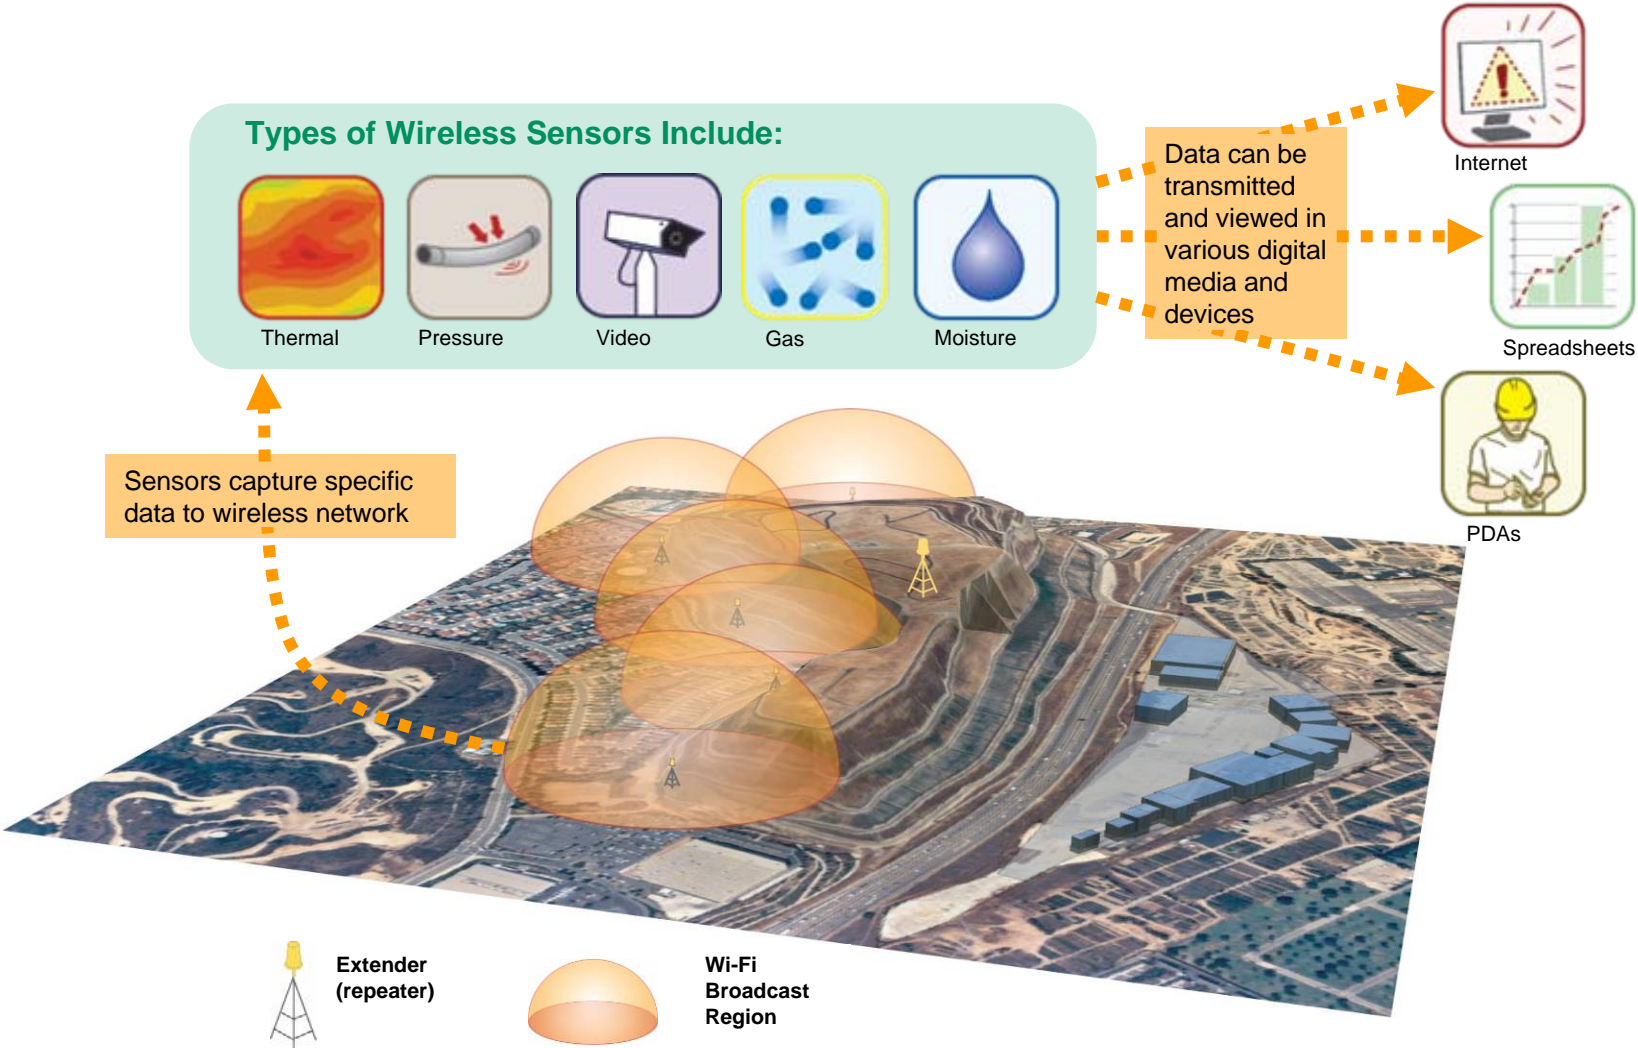 Types of Wireless Sensors Include:
Thermal
Pressure
Video
Gas
Moisture
Data can be
transmitted
and viewed in
various digital
media and
devices
Internet
Spreadsheets
PDAs
Sensors capture specific
data to wireless network
Extender
(repeater)
Wi-Fi
Broadcast
Region